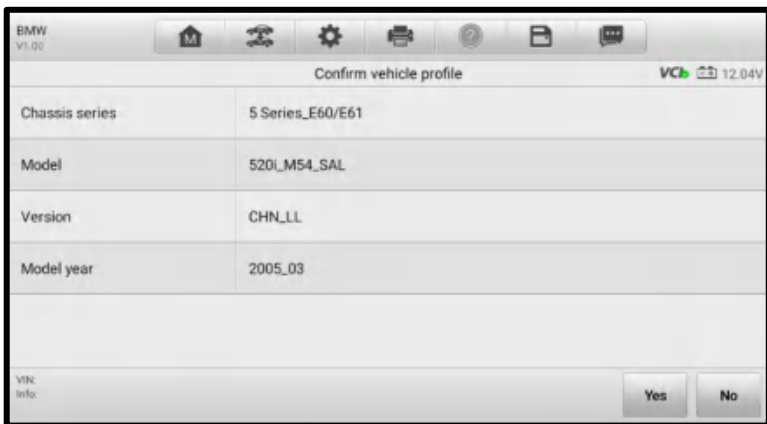 BMW
V1.00
M
Confirm vehicle profile
VCI 12.04V
Chassis series 5 Series_E60/E61
Model 520i_M54_SAL
Version CHN_LL
Model year 2005_03
VIN:
Info:
Yes No